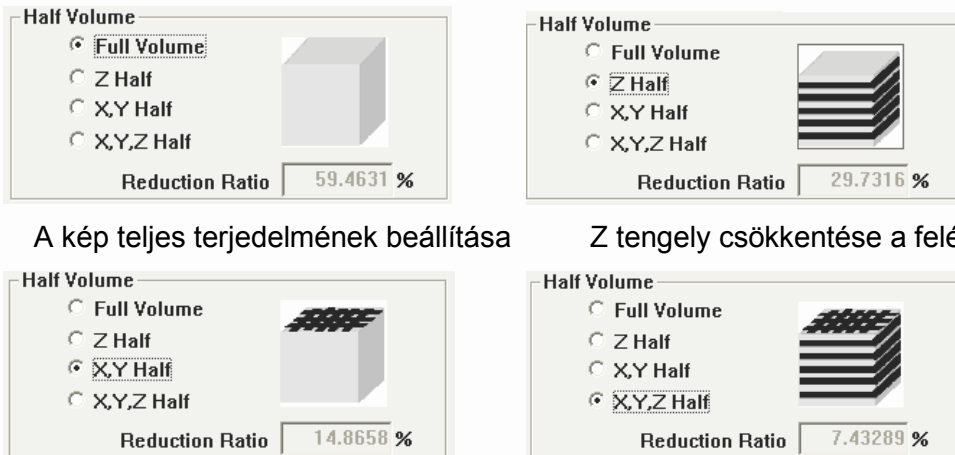 Half Volume
Full Volume
Z Half
X,Y Half
X,Y,Z Half
Reduction Ratio 59.4631 %
Half Volume
Full Volume
Z Half
X,Y Half
X,Y,Z Half
Reduction Ratio 29.7316 %
A kép teljes terjedelmének beállítása
Z tengely csökkentése a felé
Half Volume
Full Volume
Z Half
X,Y Half
X,Y,Z Half
Reduction Ratio 14.8658 %
Half Volume
Full Volume
Z Half
X,Y Half
X,Y,Z Half
Reduction Ratio 7.43289 %